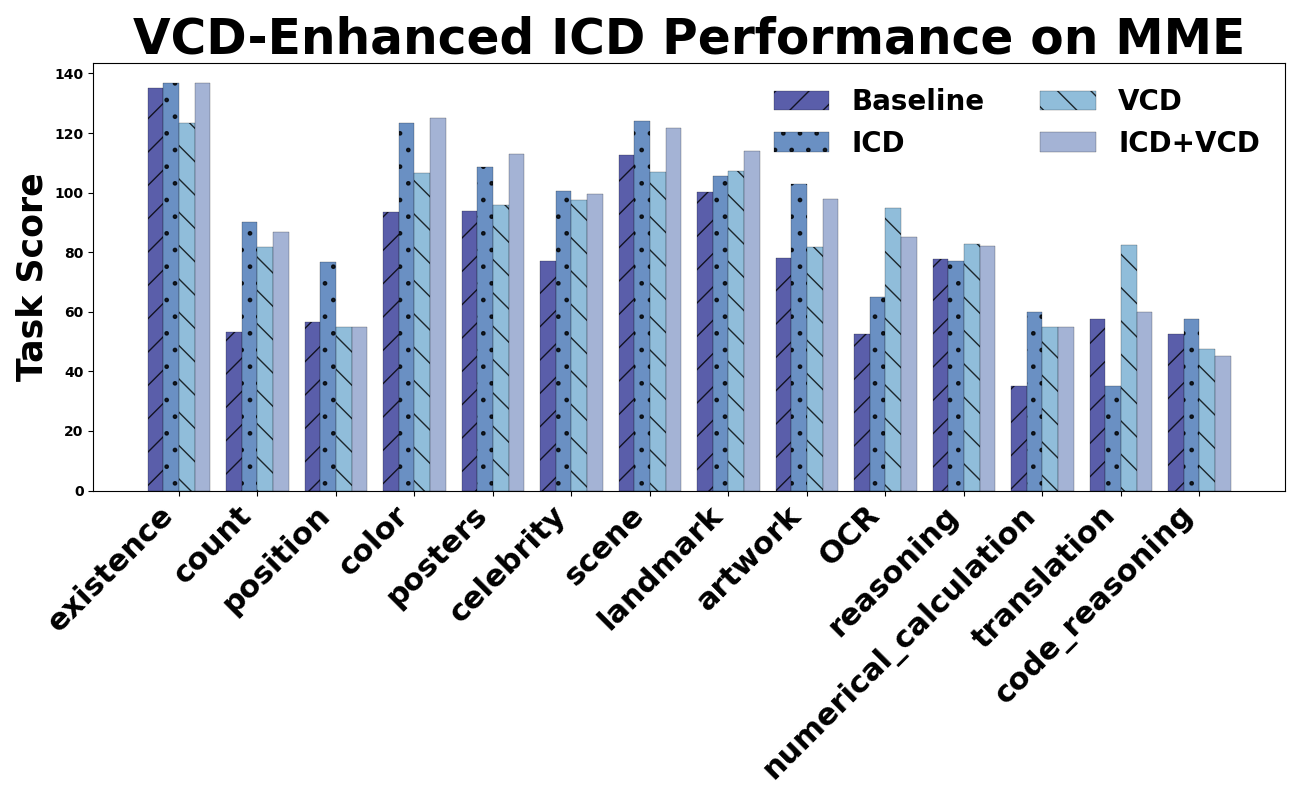 VCD-Enhanced ICD Performance on MME
Task Score
140
120
100
80
60
40
20
0
Baseline
ICD
VCD
ICD+VCD
existence
count
position
color
posters
celebrity
scene
landmark
artwork
OCR
reasoning
numerical_calculation
translation
code_reasoning